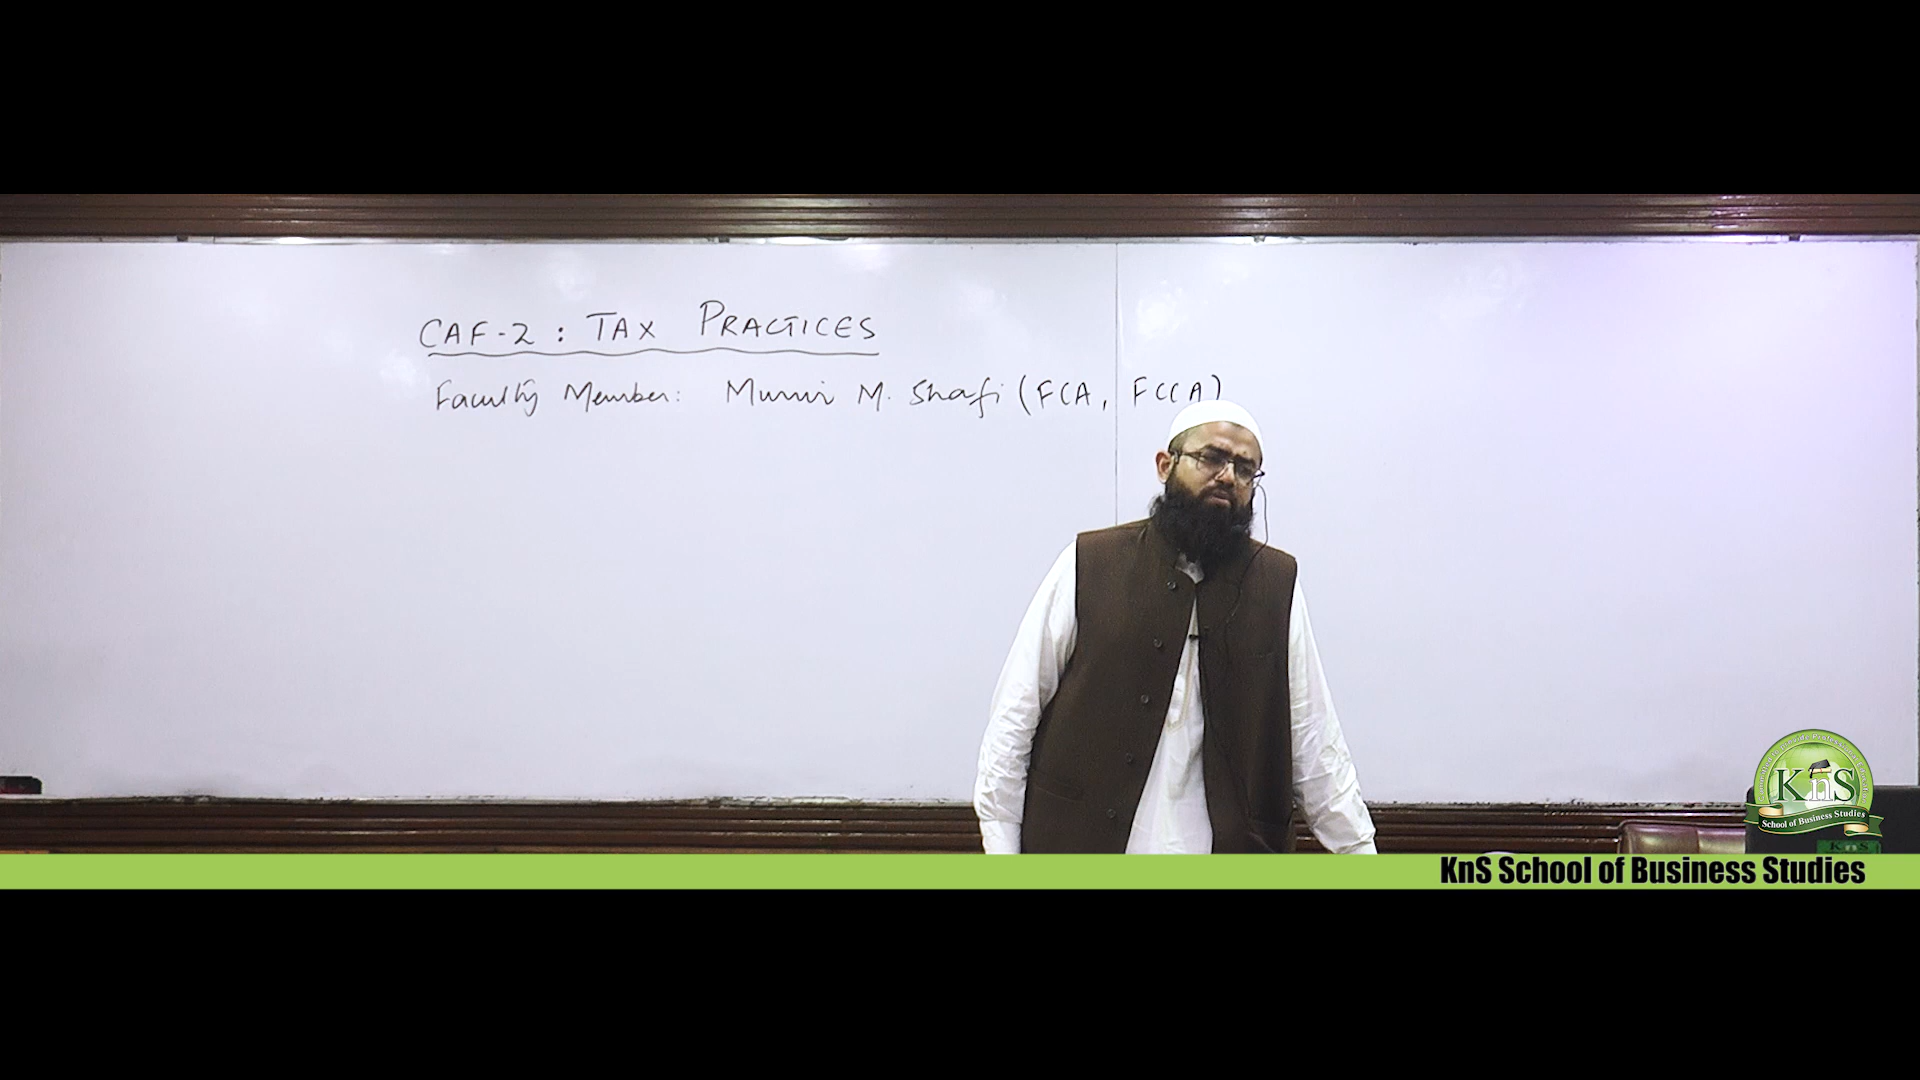 CAF-2 : TAX PRACTICES
Faculty Member: Munir M. Shafi (FCA, FCCA)
KnS
School of Business Studies
KnS School of Business Studies